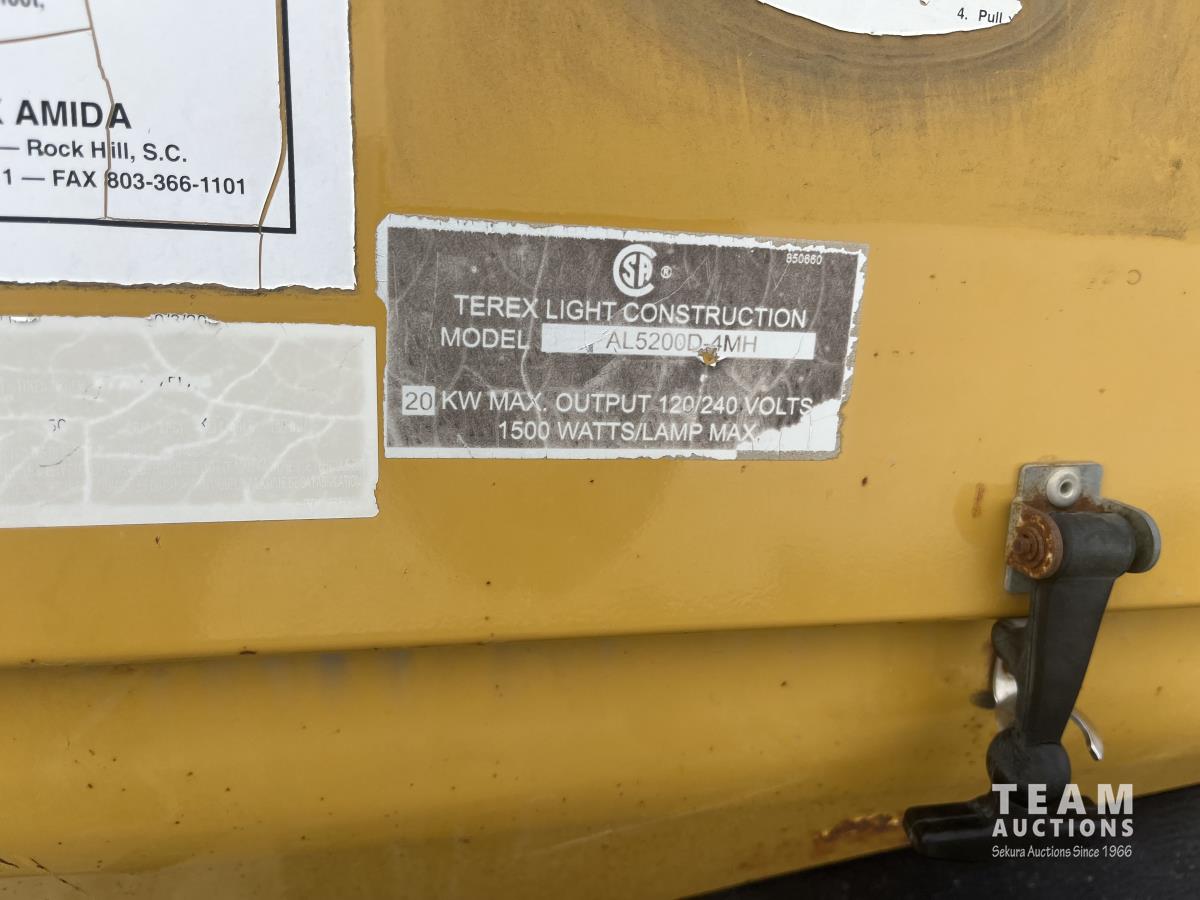 4. Pull
AMIDA
— Rock Hill, S.C.
1 — FAX 803-366-1101
SA ®
850660
TEREX LIGHT CONSTRUCTION
MODEL AL5200D-4MH
20 KW MAX. OUTPUT 120/240 VOLTS
1500 WATTS/LAMP MAX.
TEAM
AUCTIONS
Sekura Auctions Since 1966